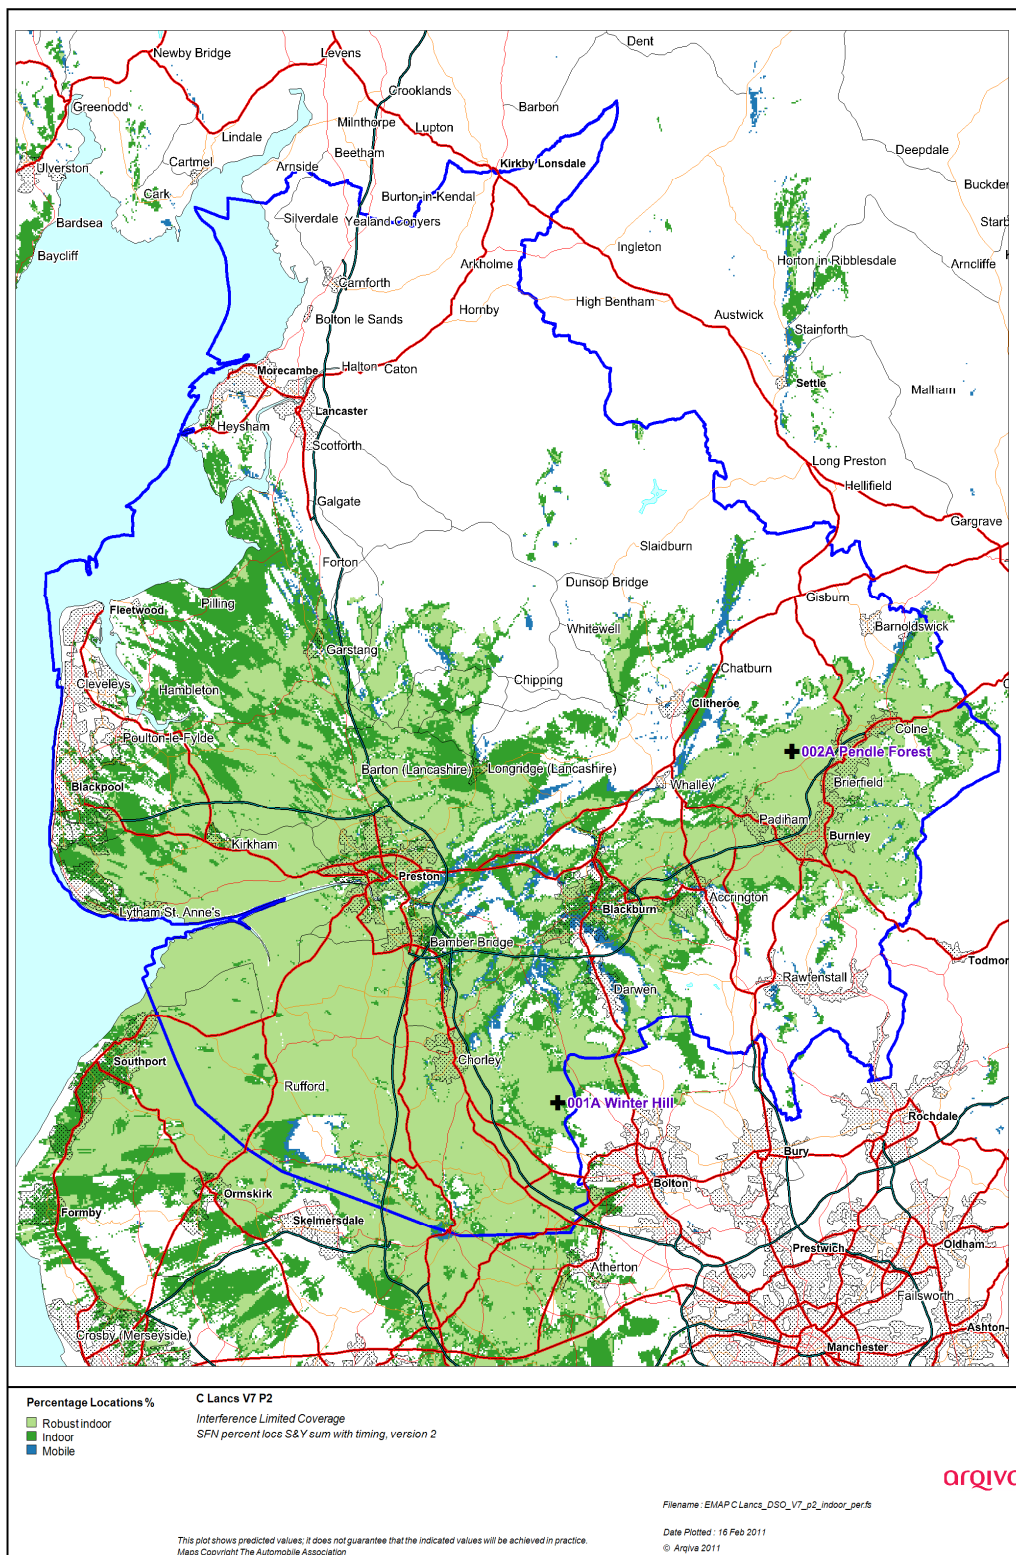 Dent
Newby Bridge
Levens
Crooklands
Greenodd
Barbon
Milnthorpe
Lupton
Lindale
Beetham
Deepdale
Cartmel
Arnside
Kirkby Lonsdale
Ulverston
Buckden
Cark
Burton-in-Kendal
Bardsea
Silverdale
Yealand Conyers
Ingleton
Baycliff
Arkholme
Horton in Ribblesdale
Arncliffe
Carnforth
High Bentham
Hornby
Bolton le Sands
Austwick
Stainforth
Morecambe
Halton
Caton
Settle
Malham
Lancaster
Heysham
Scotforth
Long Preston
Hellifield
Galgate
Gargrave
Slaidburn
Forton
Dunsop Bridge
Gisburn
Fleetwood
Pilling
Whitewell
Barnoldswick
Garstang
Chatburn
Cleveleys
Hambleton
Chipping
Clitheroe
Colne
Poulton-le-Fylde
002A Pendle Forest
Barton (Lancashire)
Longridge (Lancashire)
Blackpool
Whalley
Brierfield
Padiham
Kirkham
Burnley
Preston
Accrington
Lytham St. Anne's
Blackburn
Bamber Bridge
Todmor
Rawtenstall
Darwen
Southport
Chorley
Rufford
001A Winter Hill
Rochdale
Bury
Bolton
Ormskirk
Formby
Skelmersdale
Prestwich
Oldham
Atherton
Failsworth
Crosby (Merseyside)
Ashton-
Manchester
Percentage Locations %
Robust indoor
Indoor
Mobile
C Lancs V7 P2
Interference Limited Coverage
SFN percent locs S&Y sum with timing, version 2
arqiva
Filename : EMAP C Lancs_DSO_V7_p2_indoor_per.fs
Date Plotted : 16 Feb 2011
© Arqiva 2011
This plot shows predicted values; it does not guarantee that the indicated values will be achieved in practice.
Maps Copyright The Automobile Association